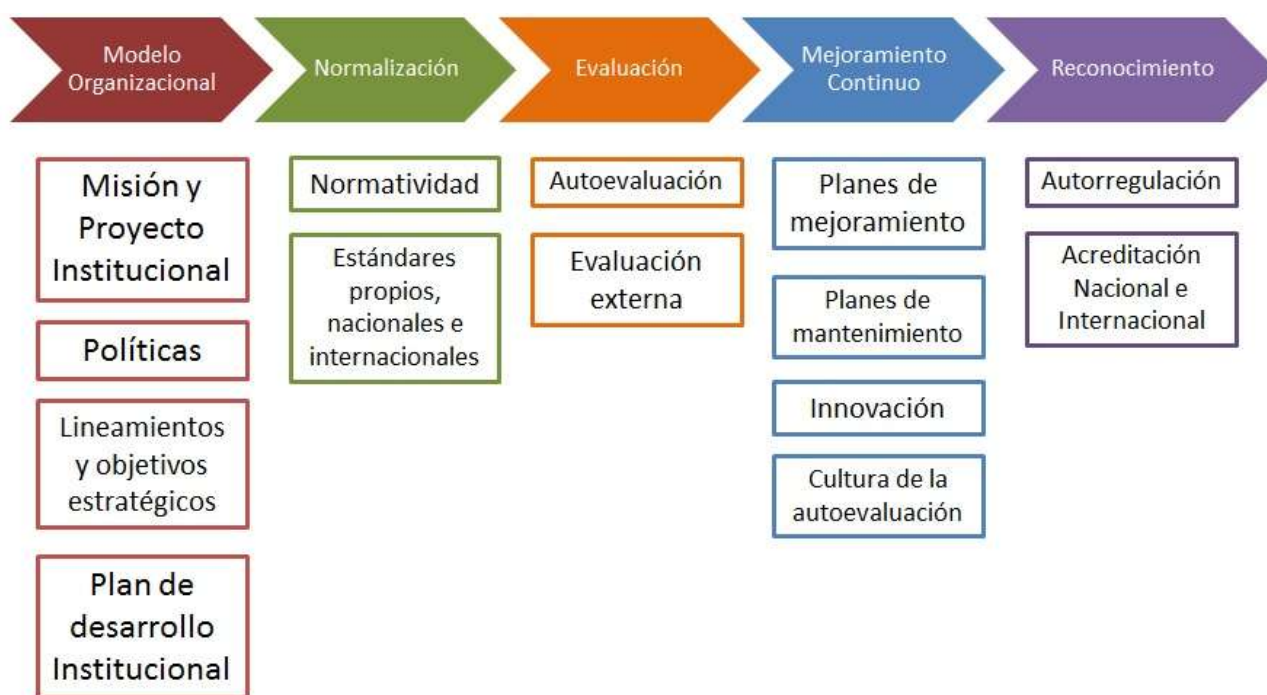 Modelo
Organizacional
Normalización
Evaluación
Mejoramiento
Continuo
Reconocimiento
Misión y
Proyecto
Institucional
Políticas
Lineamientos
y objetivos
estratégicos
Plan de
desarrollo
Institucional
Normatividad
Estándares
propios,
nacionales e
internacionales
Autoevaluación
Evaluación
externa
Planes de
mejoramiento
Planes de
mantenimiento
Innovación
Cultura de la
autoevaluación
Autorregulación
Acreditación
Nacional e
Internacional